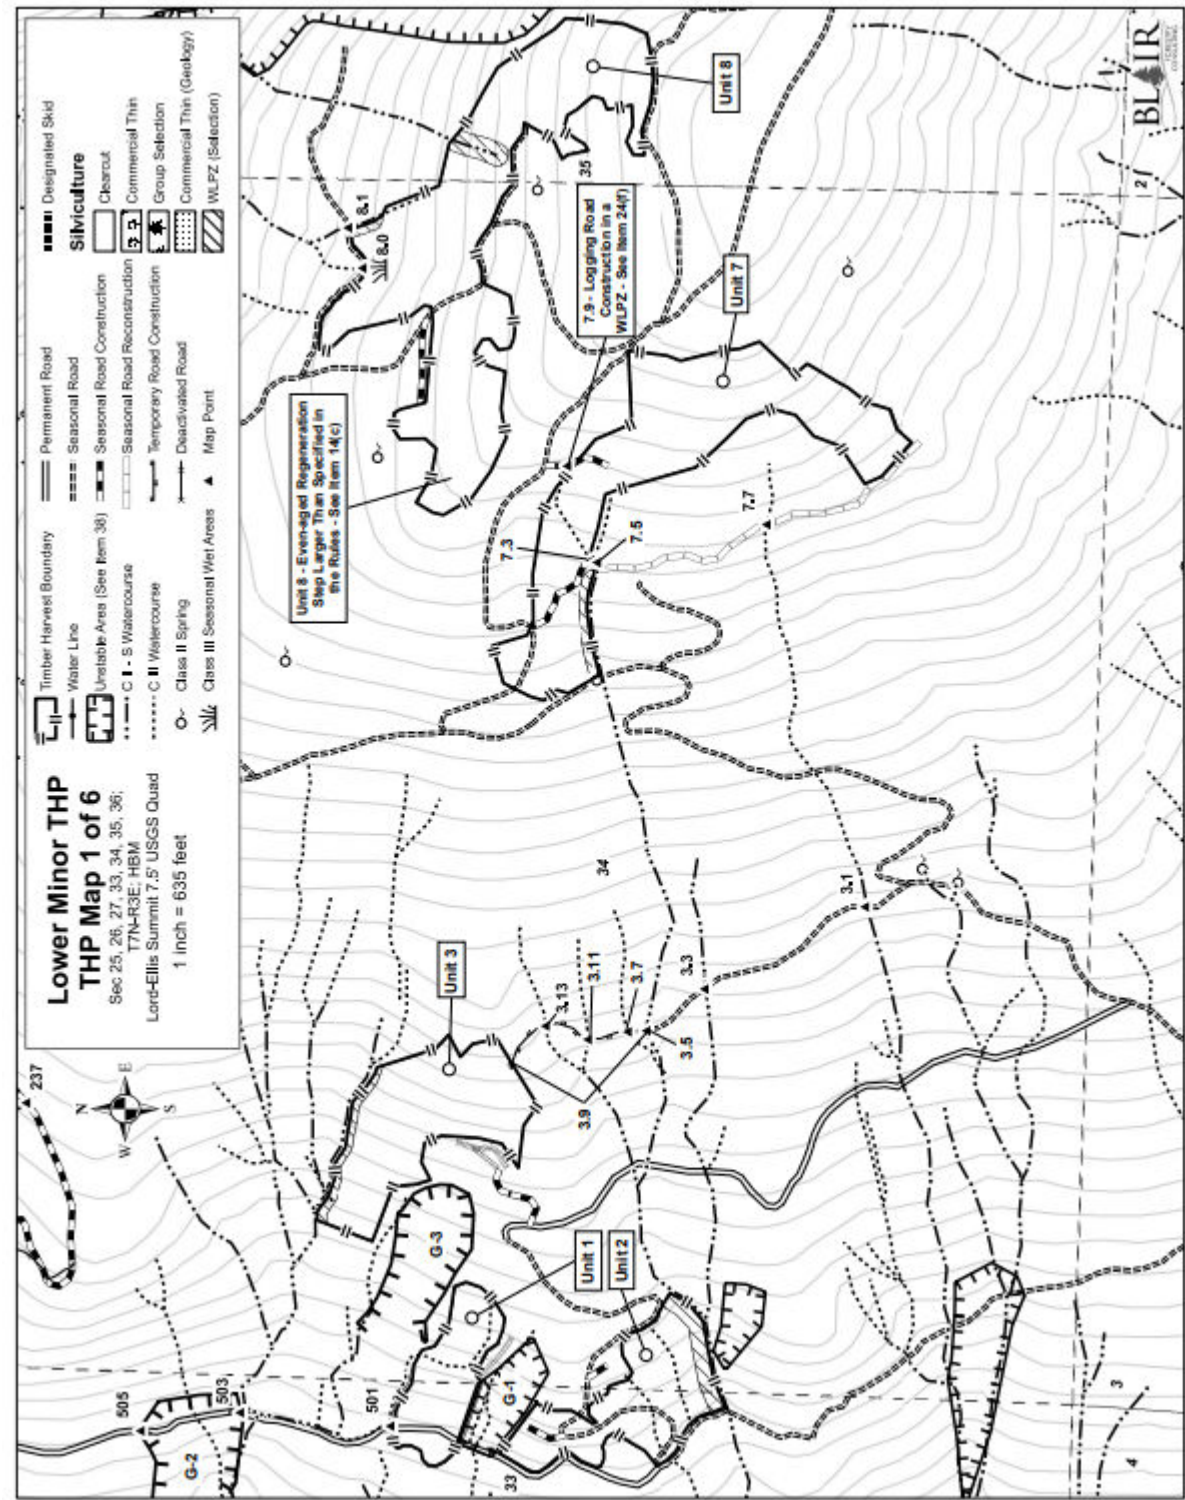 Lower Minor THP
THP Map 1 of 6
Sec 25, 26, 27, 33, 34, 35, 36;
T7N-R3E; HBM
Lord-Ellis Summit 7.5' USGS Quad
1 inch = 635 feet
Timber Harvest Boundary
Water Line
Unstable Area (See Item 38)
C II - S Watercourse
C III Watercourse
Class II Spring
Class III Seasonal Wet Areas
Permanent Road
Seasonal Road
Seasonal Road Construction
Seasonal Road Reconstruction
Temporary Road Construction
Deactivated Road
Map Point
Designated Skid
Silviculture
Clearcut
Commercial Thin
Group Selection
Commercial Thin (Geology)
WLPZ (Selection)
237
N
W
E
S
8.1
8.0
Unit 8 - Even-aged Regeneration
Step Larger Than Specified in
the Rules - See Item 14(c)
35
Unit 8
7.9 - Logging Road
Construction in a
WLPZ - See Item 24(f)
Unit 7
7.3
7.5
7.7
34
Unit 3
3.13
3.11
3.7
3.3
3.1
3.5
3.9
G-3
Unit 1
Unit 2
505
503
501
G-2
G-1
33
4
3
2
1
BLAIR
FORESTRY
CONSULTING